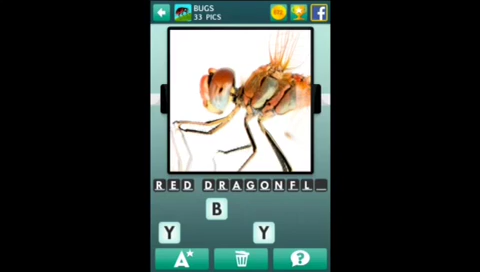 BUGS
33 PICS
RED DRAGONFL_
B
Y Y
A ?